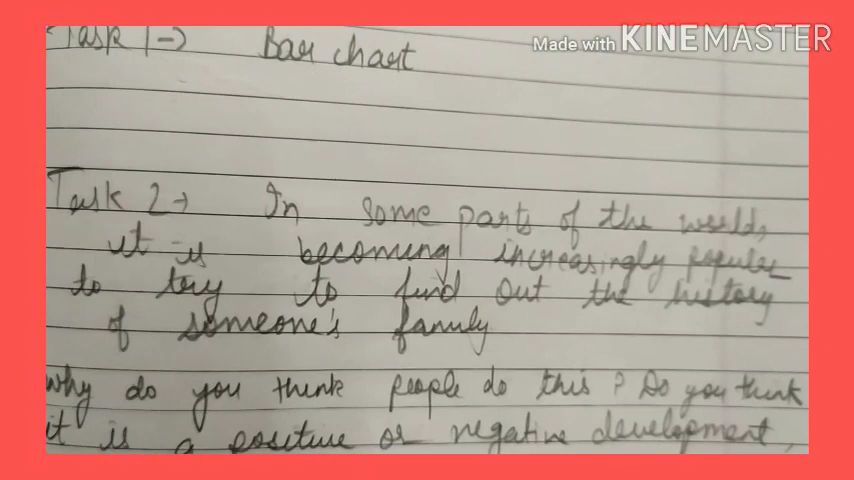 Made with KINEMASTER
Task 1→ Bar chart
Task 2→ In some parts of the world,
it is becoming increasingly popular
to try to find out the history
of someone's family
why do you think people do this? Do you think
it is a positive or negative development,